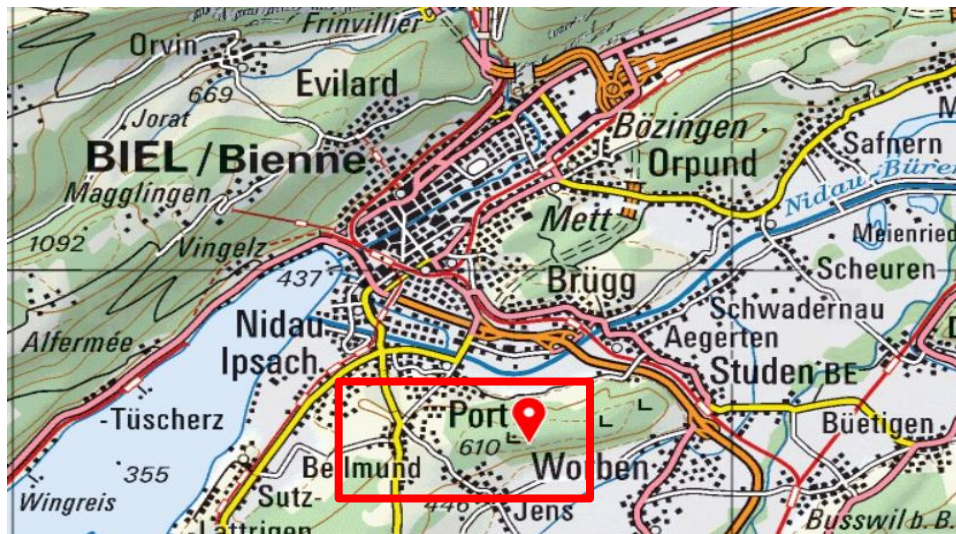 Frinvillier
Orvin
Evilard
669
Jorat
BIEL/Bienne
Magglingen
Bözingen
Orpund
Safnern
Nidau-Büren
Mett
Vingelz
1092
Meienried
437
Brügg
Scheuren
Schwadernau
Nidau
Aegerten
Alfermée
Ipsach
Studen BE
Port
-Tüscherz
610
Büetigen
355
Bellmund
Worben
Wingreis
Sutz-
Lattrigen
446
Jens
Busswil b. B.